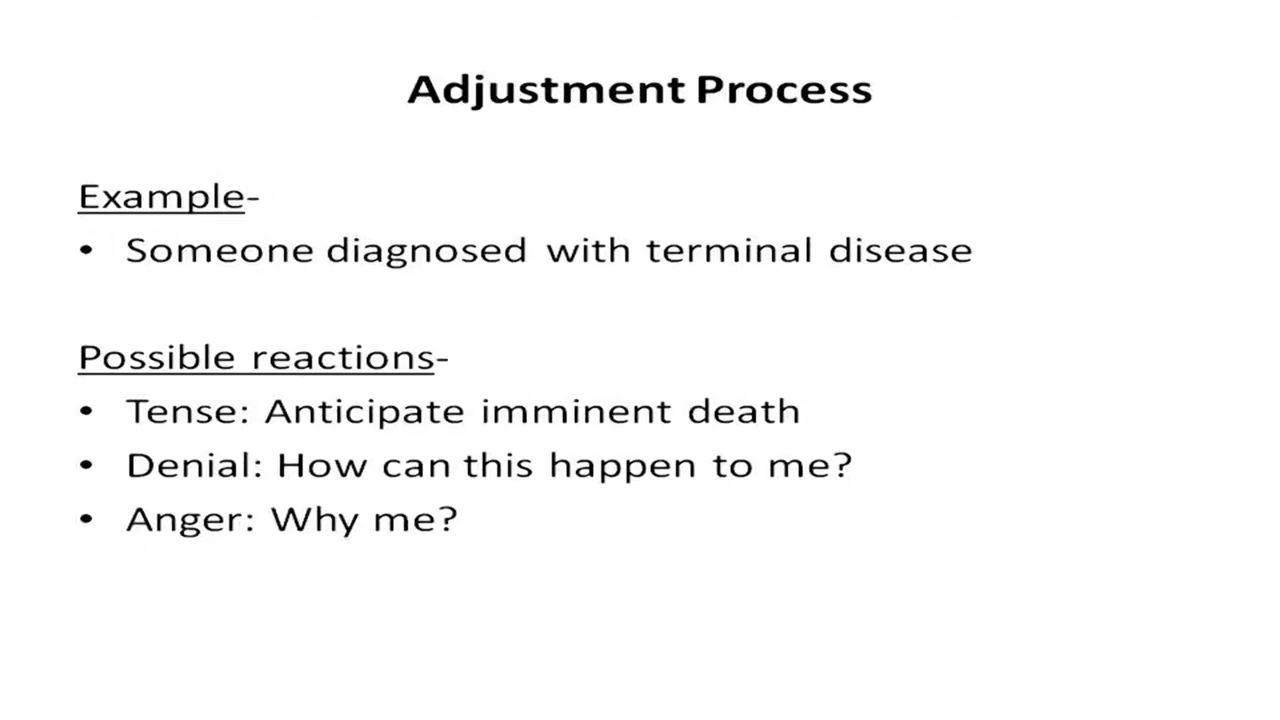 Adjustment Process
Example-
• Someone diagnosed with terminal disease
Possible reactions-
• Tense: Anticipate imminent death
• Denial: How can this happen to me?
• Anger: Why me?